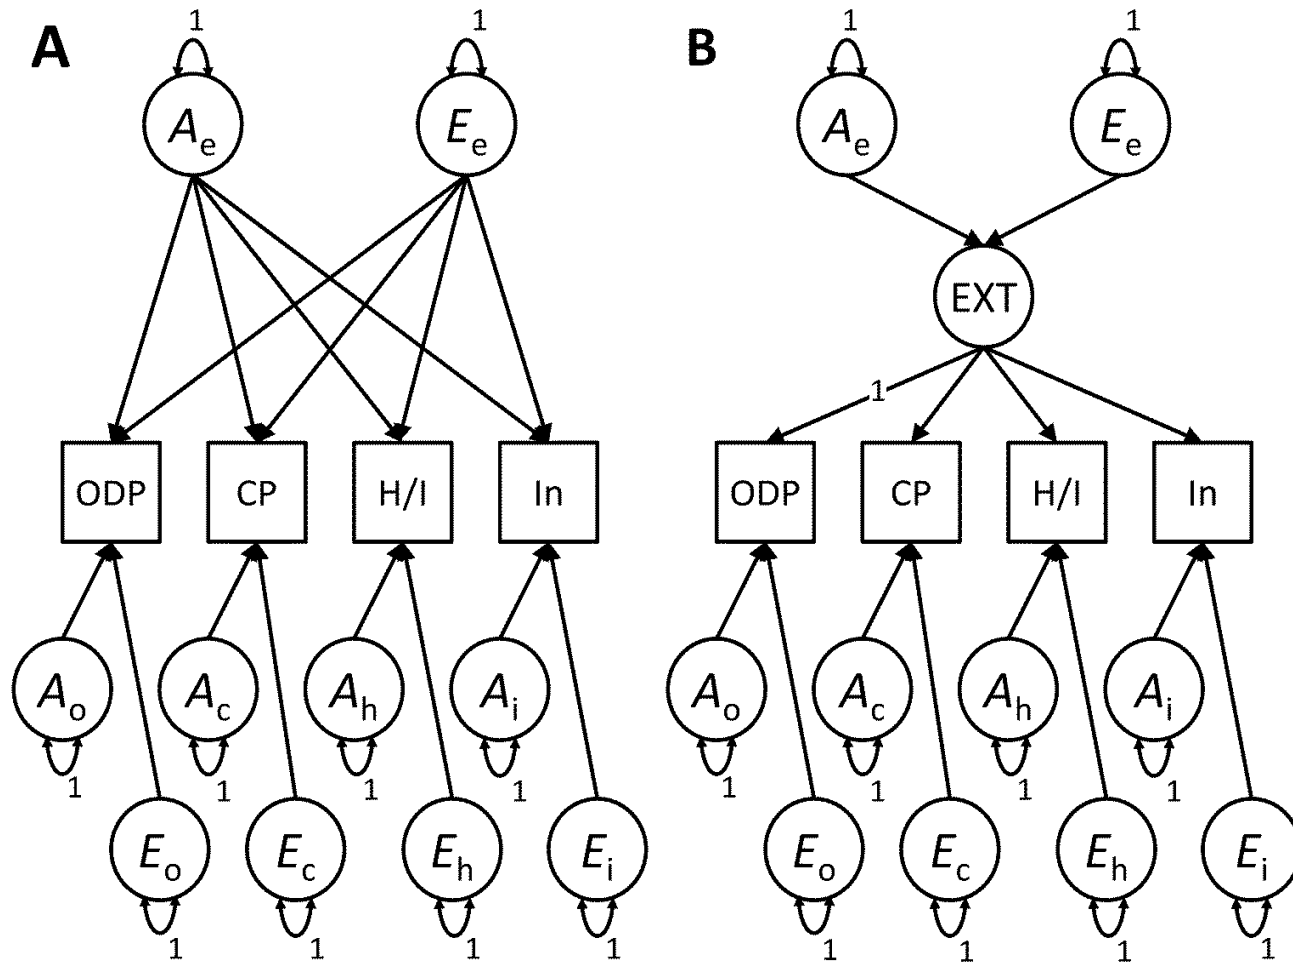 A 1 1 B 1 1
Ae Ee Ae Ee
EXT
1
ODP CP H/I In ODP CP H/I In
Ao Ac Ah Ai Ao Ac Ah Ai
1 1 1 1 1 1 1 1
Eo Ec Eh Ei Eo Ec Eh Ei
1 1 1 1 1 1 1 1